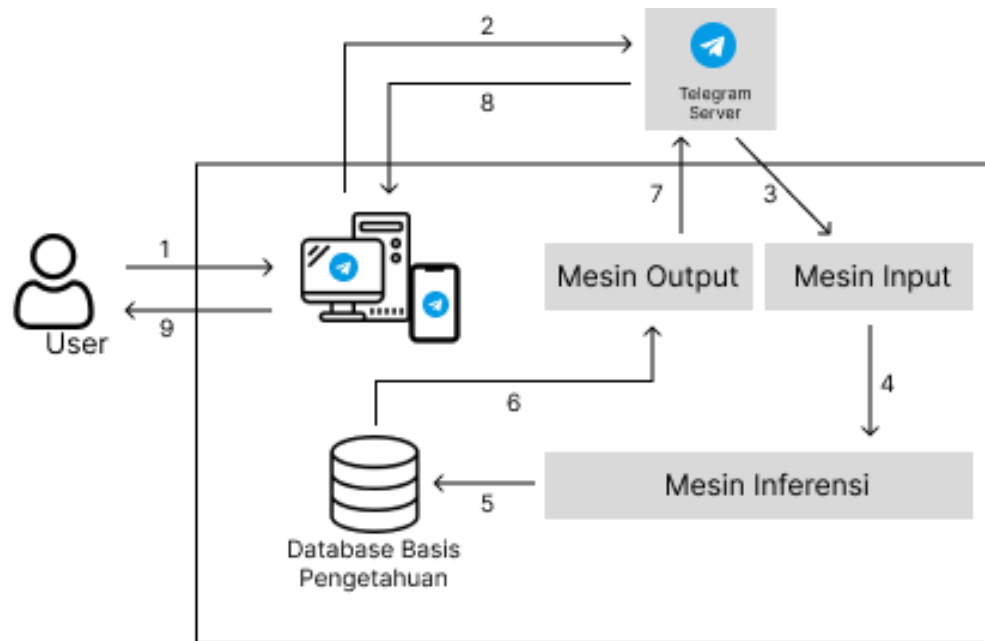 2
8
Telegram
Server
7
3
1
Mesin Output
Mesin Input
9
User
4
6
Mesin Inferensi
5
Database Basis
Pengetahuan